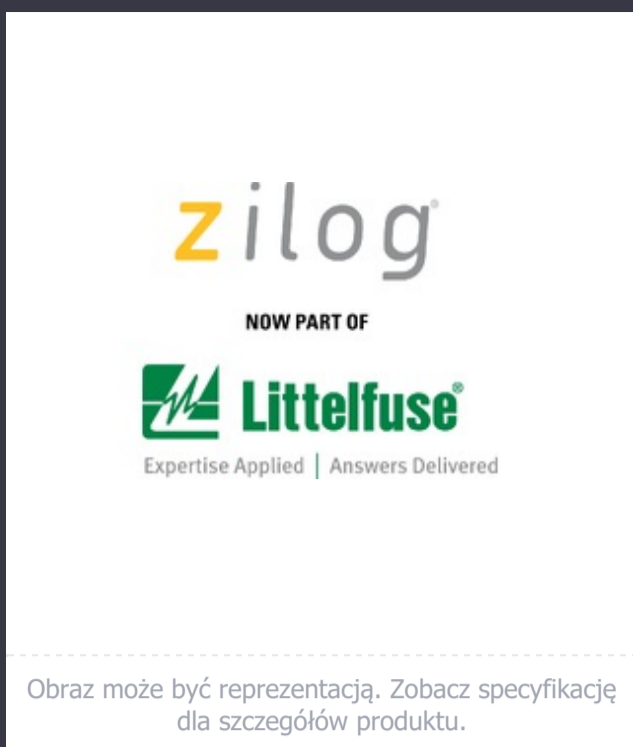 zilog®
NOW PART OF
Littelfuse®
Expertise Applied | Answers Delivered
Obraz może być reprezentacją. Zobacz specyfikację
dla szczegółów produktu.